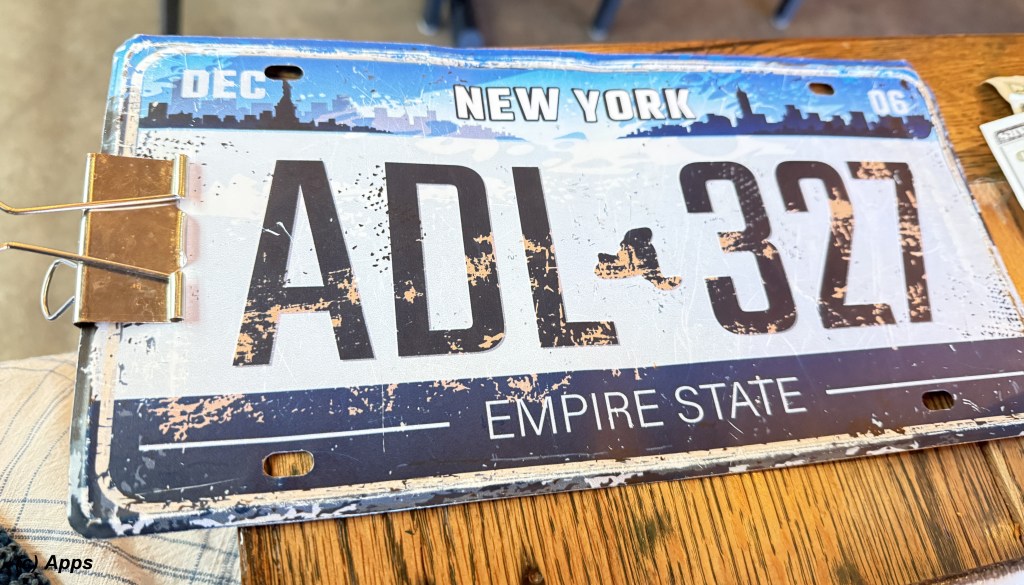 DEC NEW YORK 06
ADL 327
EMPIRE STATE
(c) Apps